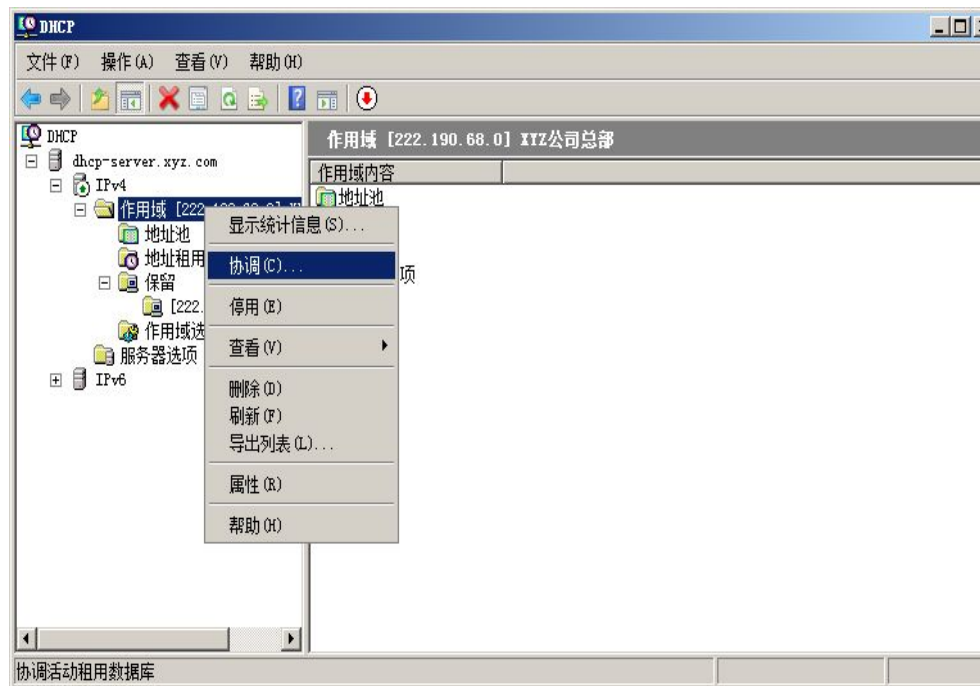 DHCP
文件(F) 操作(A) 查看(V) 帮助(H)
DHCP
dhcp-server.xyz.com
IPv4
作用域 [222
地址池
地址租用
保留
[222.
作用域选
服务器选项
IPv6
作用域 [222.190.68.0] XYZ公司总部
作用域内容
地址池
项
显示统计信息(S)...
协调(C)...
停用(E)
查看(V)
删除(D)
刷新(F)
导出列表(L)...
属性(R)
帮助(H)
协调活动租用数据库